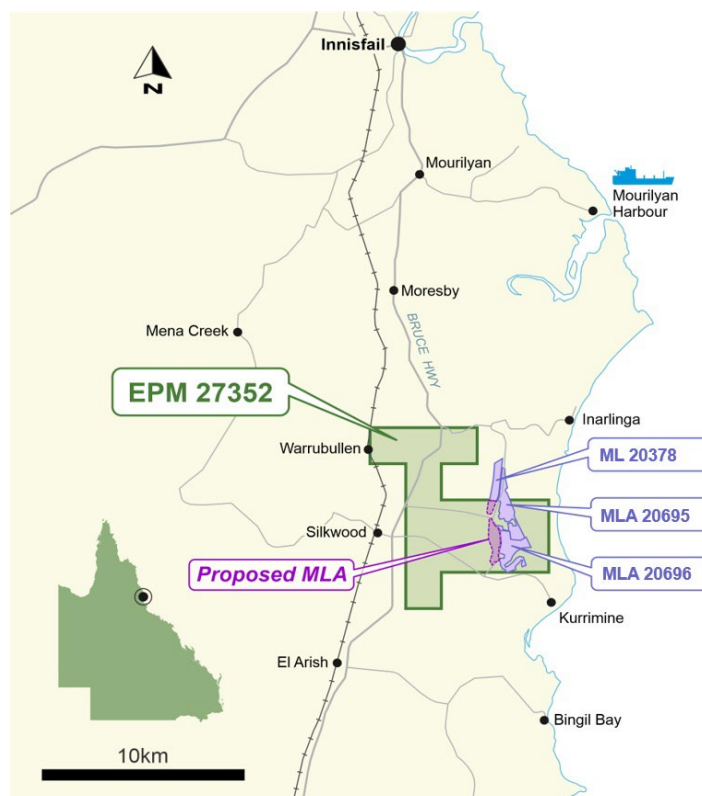 Innisfail
N
Mourilyan
Mourilyan
Harbour
Moresby
Mena Creek
BRUCE HWY
EPM 27352
Inarlinga
Warrubullen
ML 20378
MLA 20695
Silkwood
Proposed MLA
MLA 20696
Kurrimine
El Arish
Bingil Bay
10km